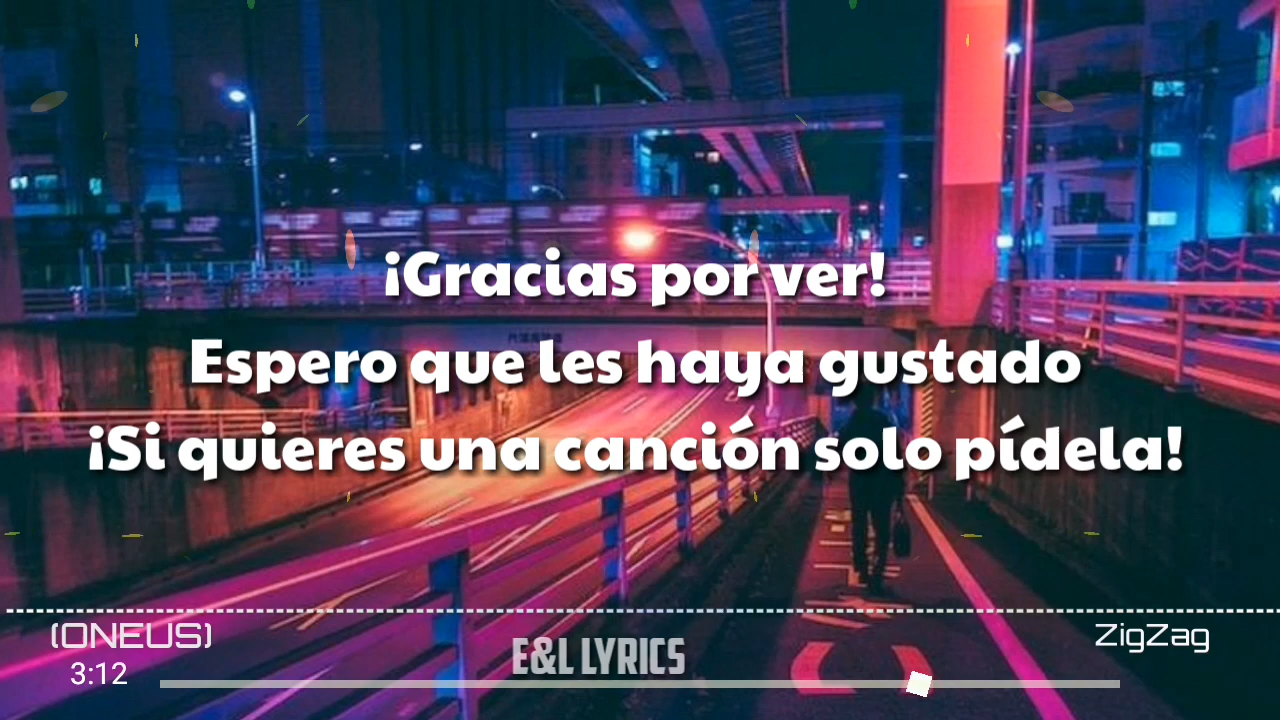 ¡Gracias por ver!
Espero que les haya gustado
¡Si quieres una canción solo pídela!
(ONEUS)
ZigZag
E&L LYRICS
3:12